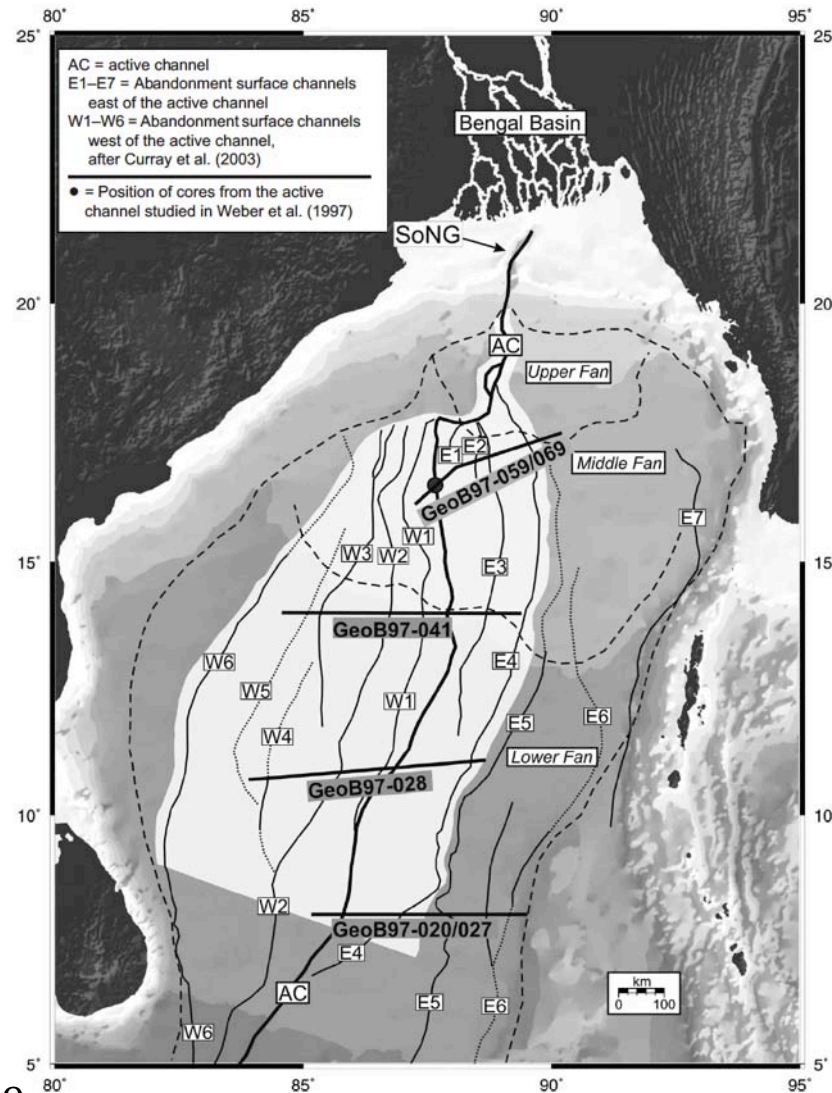 80˚ 85˚ 90˚ 95˚
25˚ 25˚
AC = active channel
E1–E7 = Abandonment surface channels
east of the active channel
W1–W6 = Abandonment surface channels
west of the active channel,
after Curray et al. (2003)
● = Position of cores from the active
channel studied in Weber et al. (1997)
Bengal Basin
SoNG
20˚ 20˚
AC
Upper Fan
E2
E1
Middle Fan
GeoB97-059/069
E7
W1
W3
W2
15˚ 15˚
E3
GeoB97-041
E4
W6
W5
W1
E5
E6
W4
Lower Fan
GeoB97-028
10˚ 10˚
W2
GeoB97-020/027
E4
AC
km
0 100
E5
E6
W6
5˚ 5˚
80˚ 85˚ 90˚ 95˚